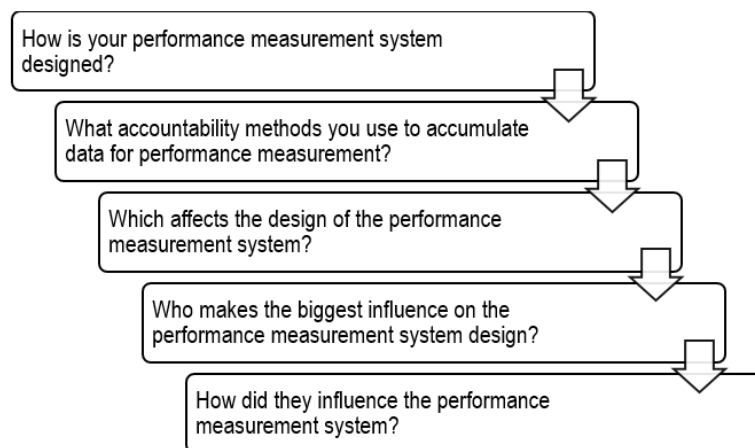 How is your performance measurement system
designed?
What accountability methods you use to accumulate
data for performance measurement?
Which affects the design of the performance
measurement system?
Who makes the biggest influence on the
performance measurement system design?
How did they influence the performance
measurement system?